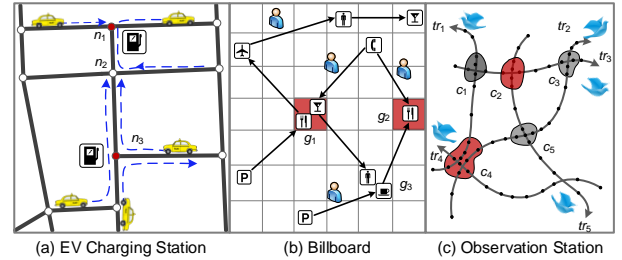 n1
n2
n3
(a) EV Charging Station
P
P
g1
g2
g3
(b) Billboard
tr1
tr2
tr3
tr4
tr5
c1
c2
c3
c4
c5
(c) Observation Station